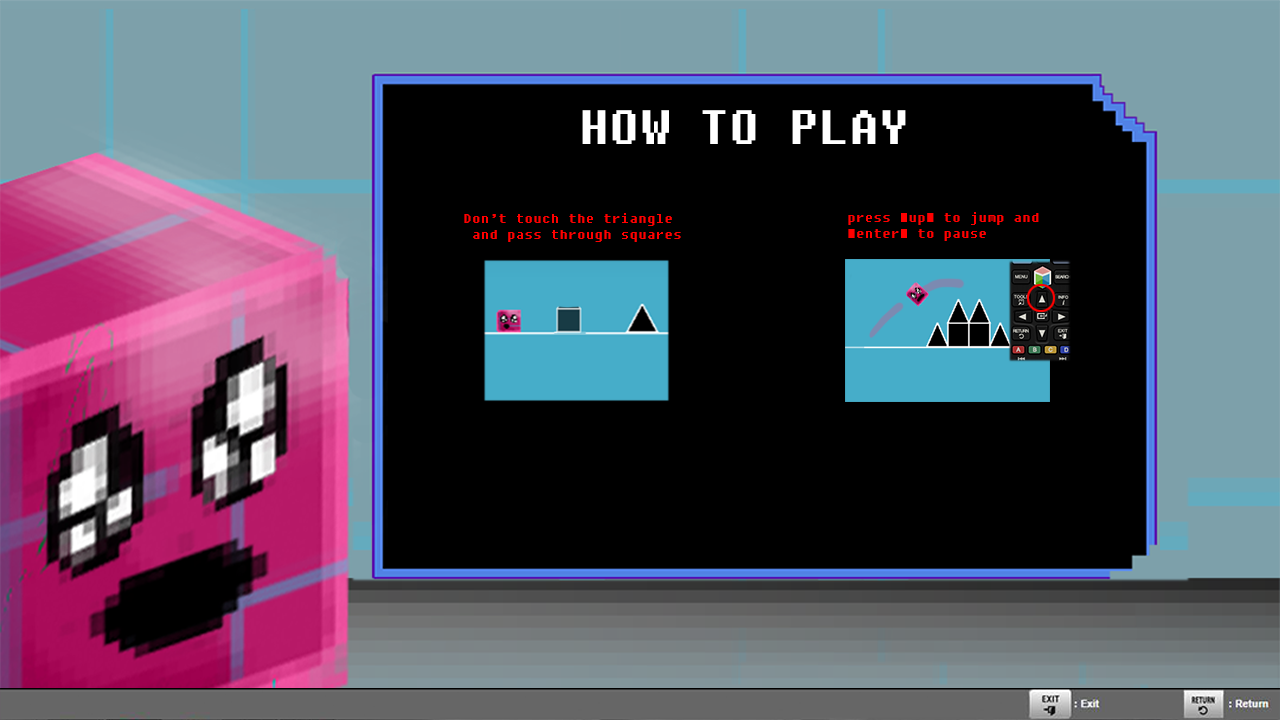 HOW TO PLAY
Don't touch the triangle
and pass through squares
press "up" to jump and
"enter" to pause
MENU
TOOLS
INFO
RETURN
EXIT
A B C D
EXIT : Exit
RETURN : Return